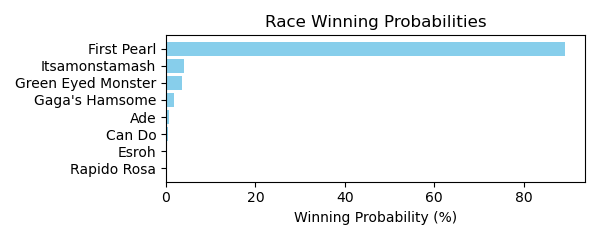 Race Winning Probabilities
First Pearl
Itsamonstamash
Green Eyed Monster
Gaga's Hamsome
Ade
Can Do
Esroh
Rapido Rosa
0 20 40 60 80
Winning Probability (%)